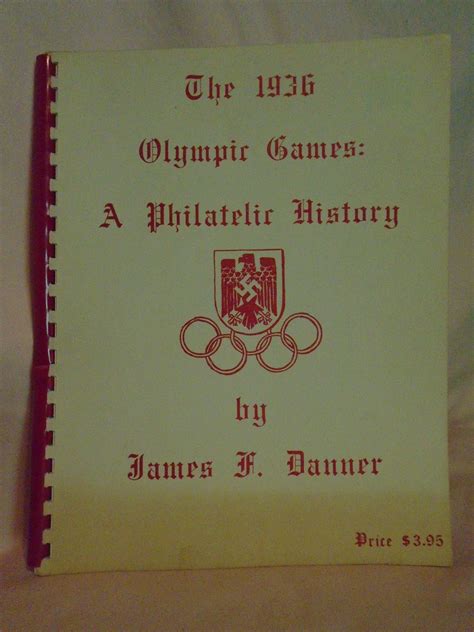 The 1936
Olympic Games:
A Philatelic History
by
James F. Danner
Price $3.95